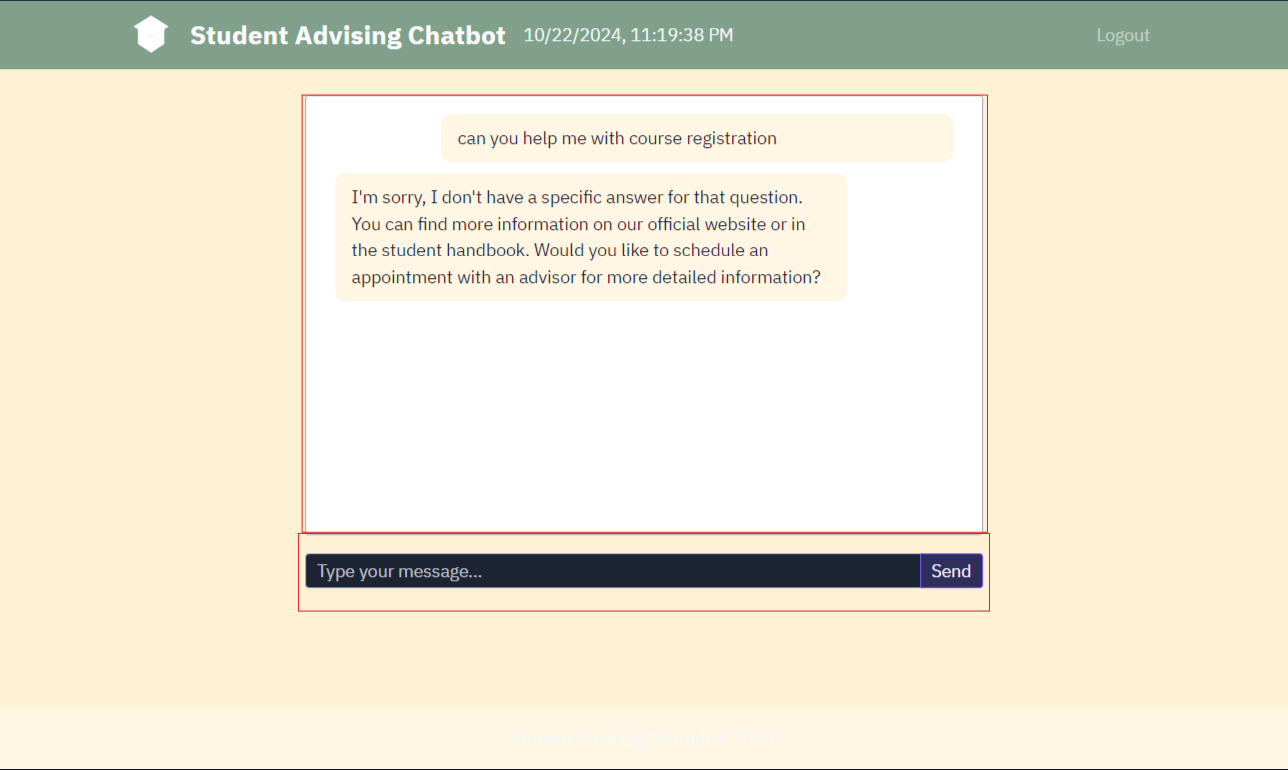 Student Advising Chatbot 10/22/2024, 11:19:38 PM Logout
can you help me with course registration
I'm sorry, I don't have a specific answer for that question.
You can find more information on our official website or in
the student handbook. Would you like to schedule an
appointment with an advisor for more detailed information?
Type your message... Send